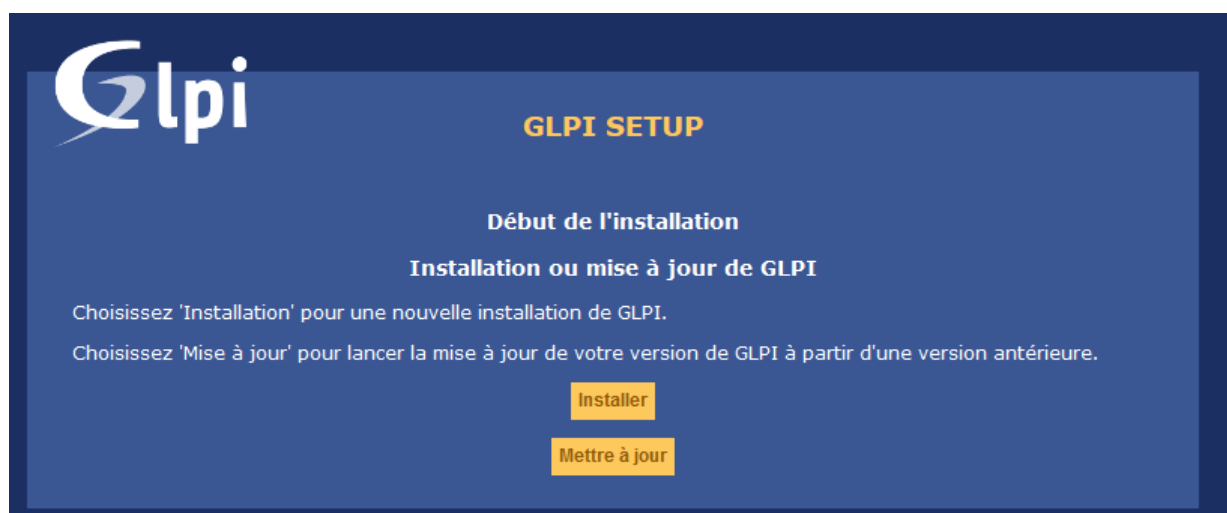 Glpi
GLPI SETUP
Début de l'installation
Installation ou mise à jour de GLPI
Choisissez 'Installation' pour une nouvelle installation de GLPI.
Choisissez 'Mise à jour' pour lancer la mise à jour de votre version de GLPI à partir d'une version antérieure.
Installer
Mettre à jour